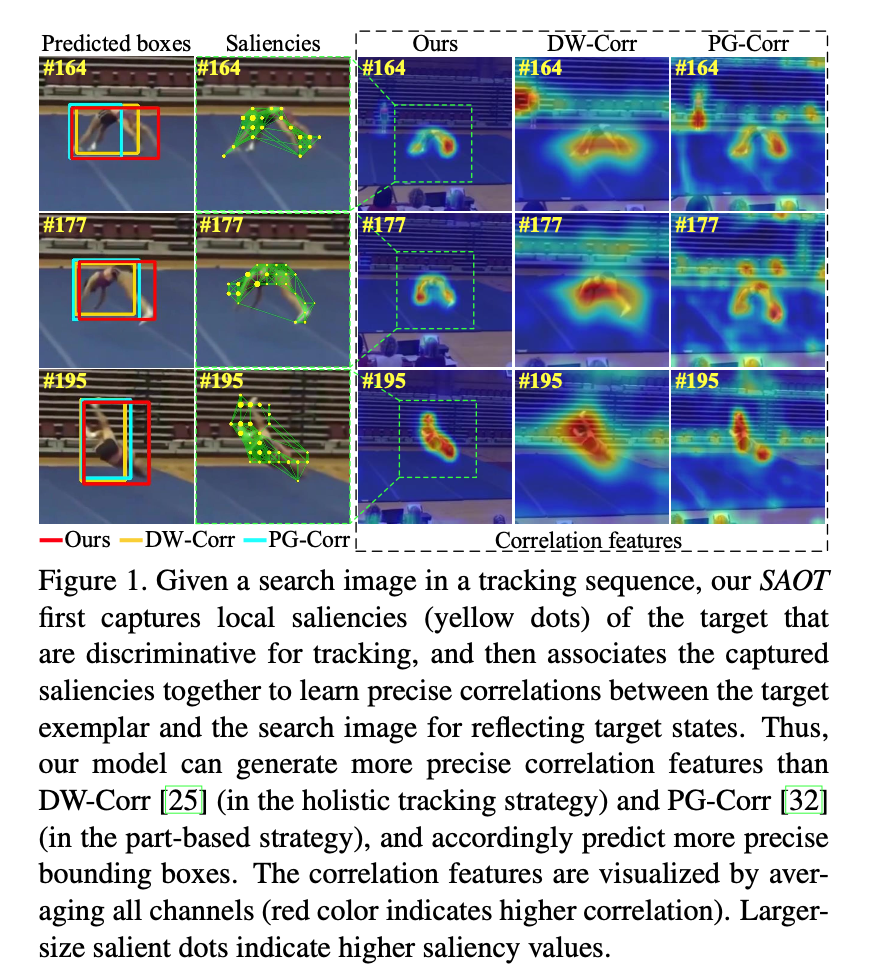 Predicted boxes Saliencies Ours DW-Corr PG-Corr
#164 #164 #164 #164 #164
#177 #177 #177 #177 #177
#195 #195 #195 #195 #195
Ours DW-Corr PG-Corr Correlation features
Figure 1. Given a search image in a tracking sequence, our SAOT
first captures local saliencies (yellow dots) of the target that
are discriminative for tracking, and then associates the captured
saliencies together to learn precise correlations between the target
exemplar and the search image for reflecting target states. Thus,
our model can generate more precise correlation features than
DW-Corr [25] (in the holistic tracking strategy) and PG-Corr [32]
(in the part-based strategy), and accordingly predict more precise
bounding boxes. The correlation features are visualized by aver-
aging all channels (red color indicates higher correlation). Larger-
size salient dots indicate higher saliency values.